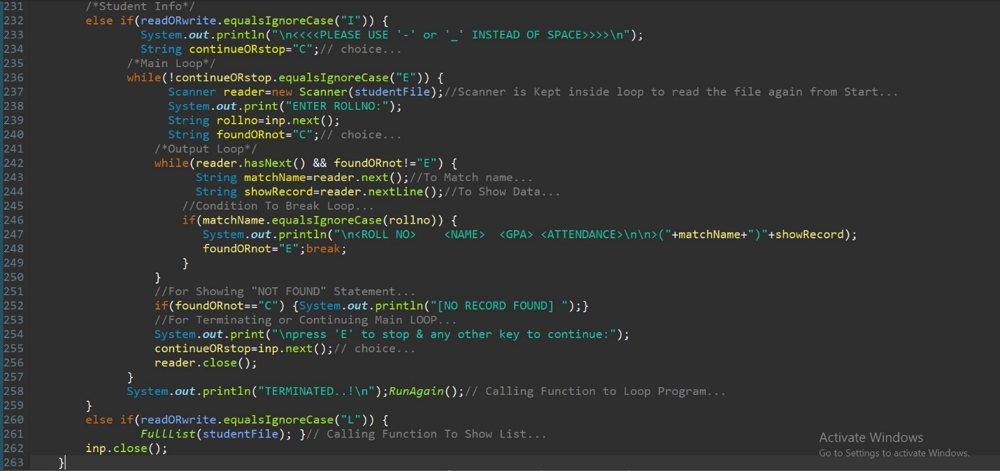 231 /*Student Info*/
232 else if(readORwrite.equalsIgnoreCase("I")) {
233 System.out.println("\n<<<<PLEASE USE '-' or '_' INSTEAD OF SPACE>>>>\n");
234 String continueORstop="C";// choice...
235 /*Main Loop*/
236 while(!continueORstop.equalsIgnoreCase("E")) {
237 Scanner reader=new Scanner(studentFile);//Scanner is Kept inside loop to read the file again from Start...
238 System.out.print("ENTER ROLLNO:");
239 String rollno=inp.next();
240 String foundORnot="C";// choice...
241 /*Output Loop*/
242 while(reader.hasNext() && foundORnot!="E") {
243 String matchName=reader.next();//To Match name...
244 String showRecord=reader.nextLine();//To Show Data...
245 //Condition To Break Loop...
246 if(matchName.equalsIgnoreCase(rollno)) {
247 System.out.println("\n<ROLL NO>    <NAME>  <GPA> <ATTENDANCE>\n\n>("+matchName+")"+showRecord);
248 foundORnot="E";break;
249 }
250 }
251 //For Showing "NOT FOUND" Statement...
252 if(foundORnot=="C") {System.out.println("[NO RECORD FOUND] ");}
253 //For Terminating or Continuing Main LOOP...
254 System.out.print("\npress 'E' to stop & any other key to continue:");
255 continueORstop=inp.next();// choice...
256 reader.close();
257 }
258 System.out.println("TERMINATED..!\n");RunAgain();// Calling Function to Loop Program...
259 }
260 else if(readORwrite.equalsIgnoreCase("L")) {
261 FullList(studentFile); }// Calling Function To Show List...
262 inp.close();
263 }
Activate Windows
Go to Settings to activate Windows.